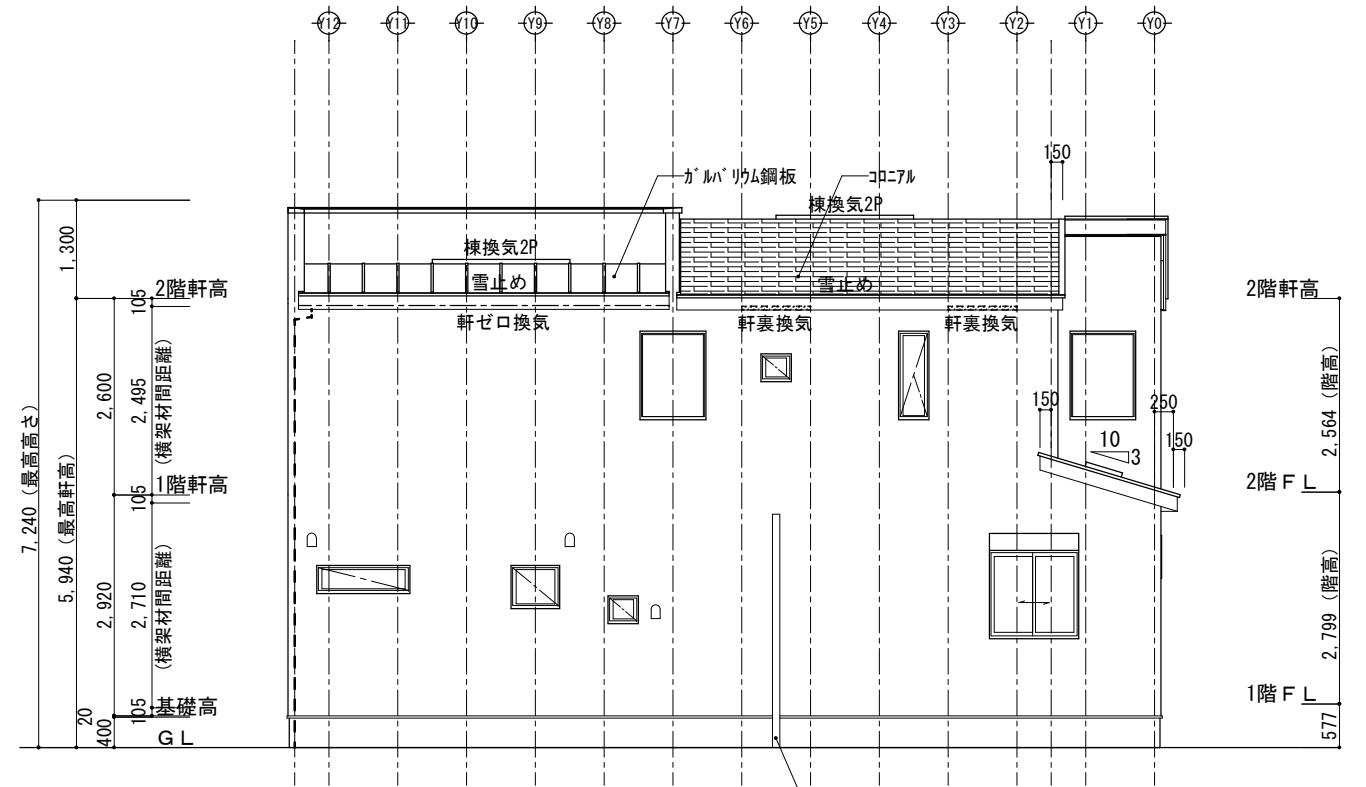 Y12 Y11 Y10 Y9 Y8 Y7 Y6 Y5 Y4 Y3 Y2 Y1 Y0
150
ガルバリウム鋼板
コロニアル
棟換気2P
棟換気2P
雪止め
雪止め
軒ゼロ換気
軒裏換気
軒裏換気
1,300
105
2階軒高
2階軒高
7,240（最高高さ）
5,940（最高軒高）
2,600
2,495
（横架材間距離）
2,564（階高）
150
250
150
10
3
105
1階軒高
2階ＦＬ
2,920
2,710
（横架材間距離）
2,799（階高）
1階ＦＬ
105
基礎高
20
400
ＧＬ
577